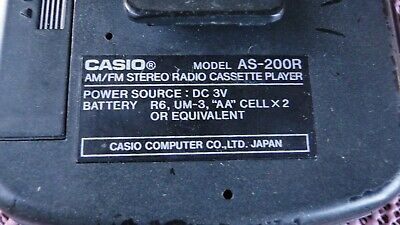 CASIO® MODEL AS-200R
AM/FM STEREO RADIO CASSETTE PLAYER
POWER SOURCE : DC 3V
BATTERY R6, UM-3, "AA" CELL×2
OR EQUIVALENT
CASIO COMPUTER CO., LTD. JAPAN